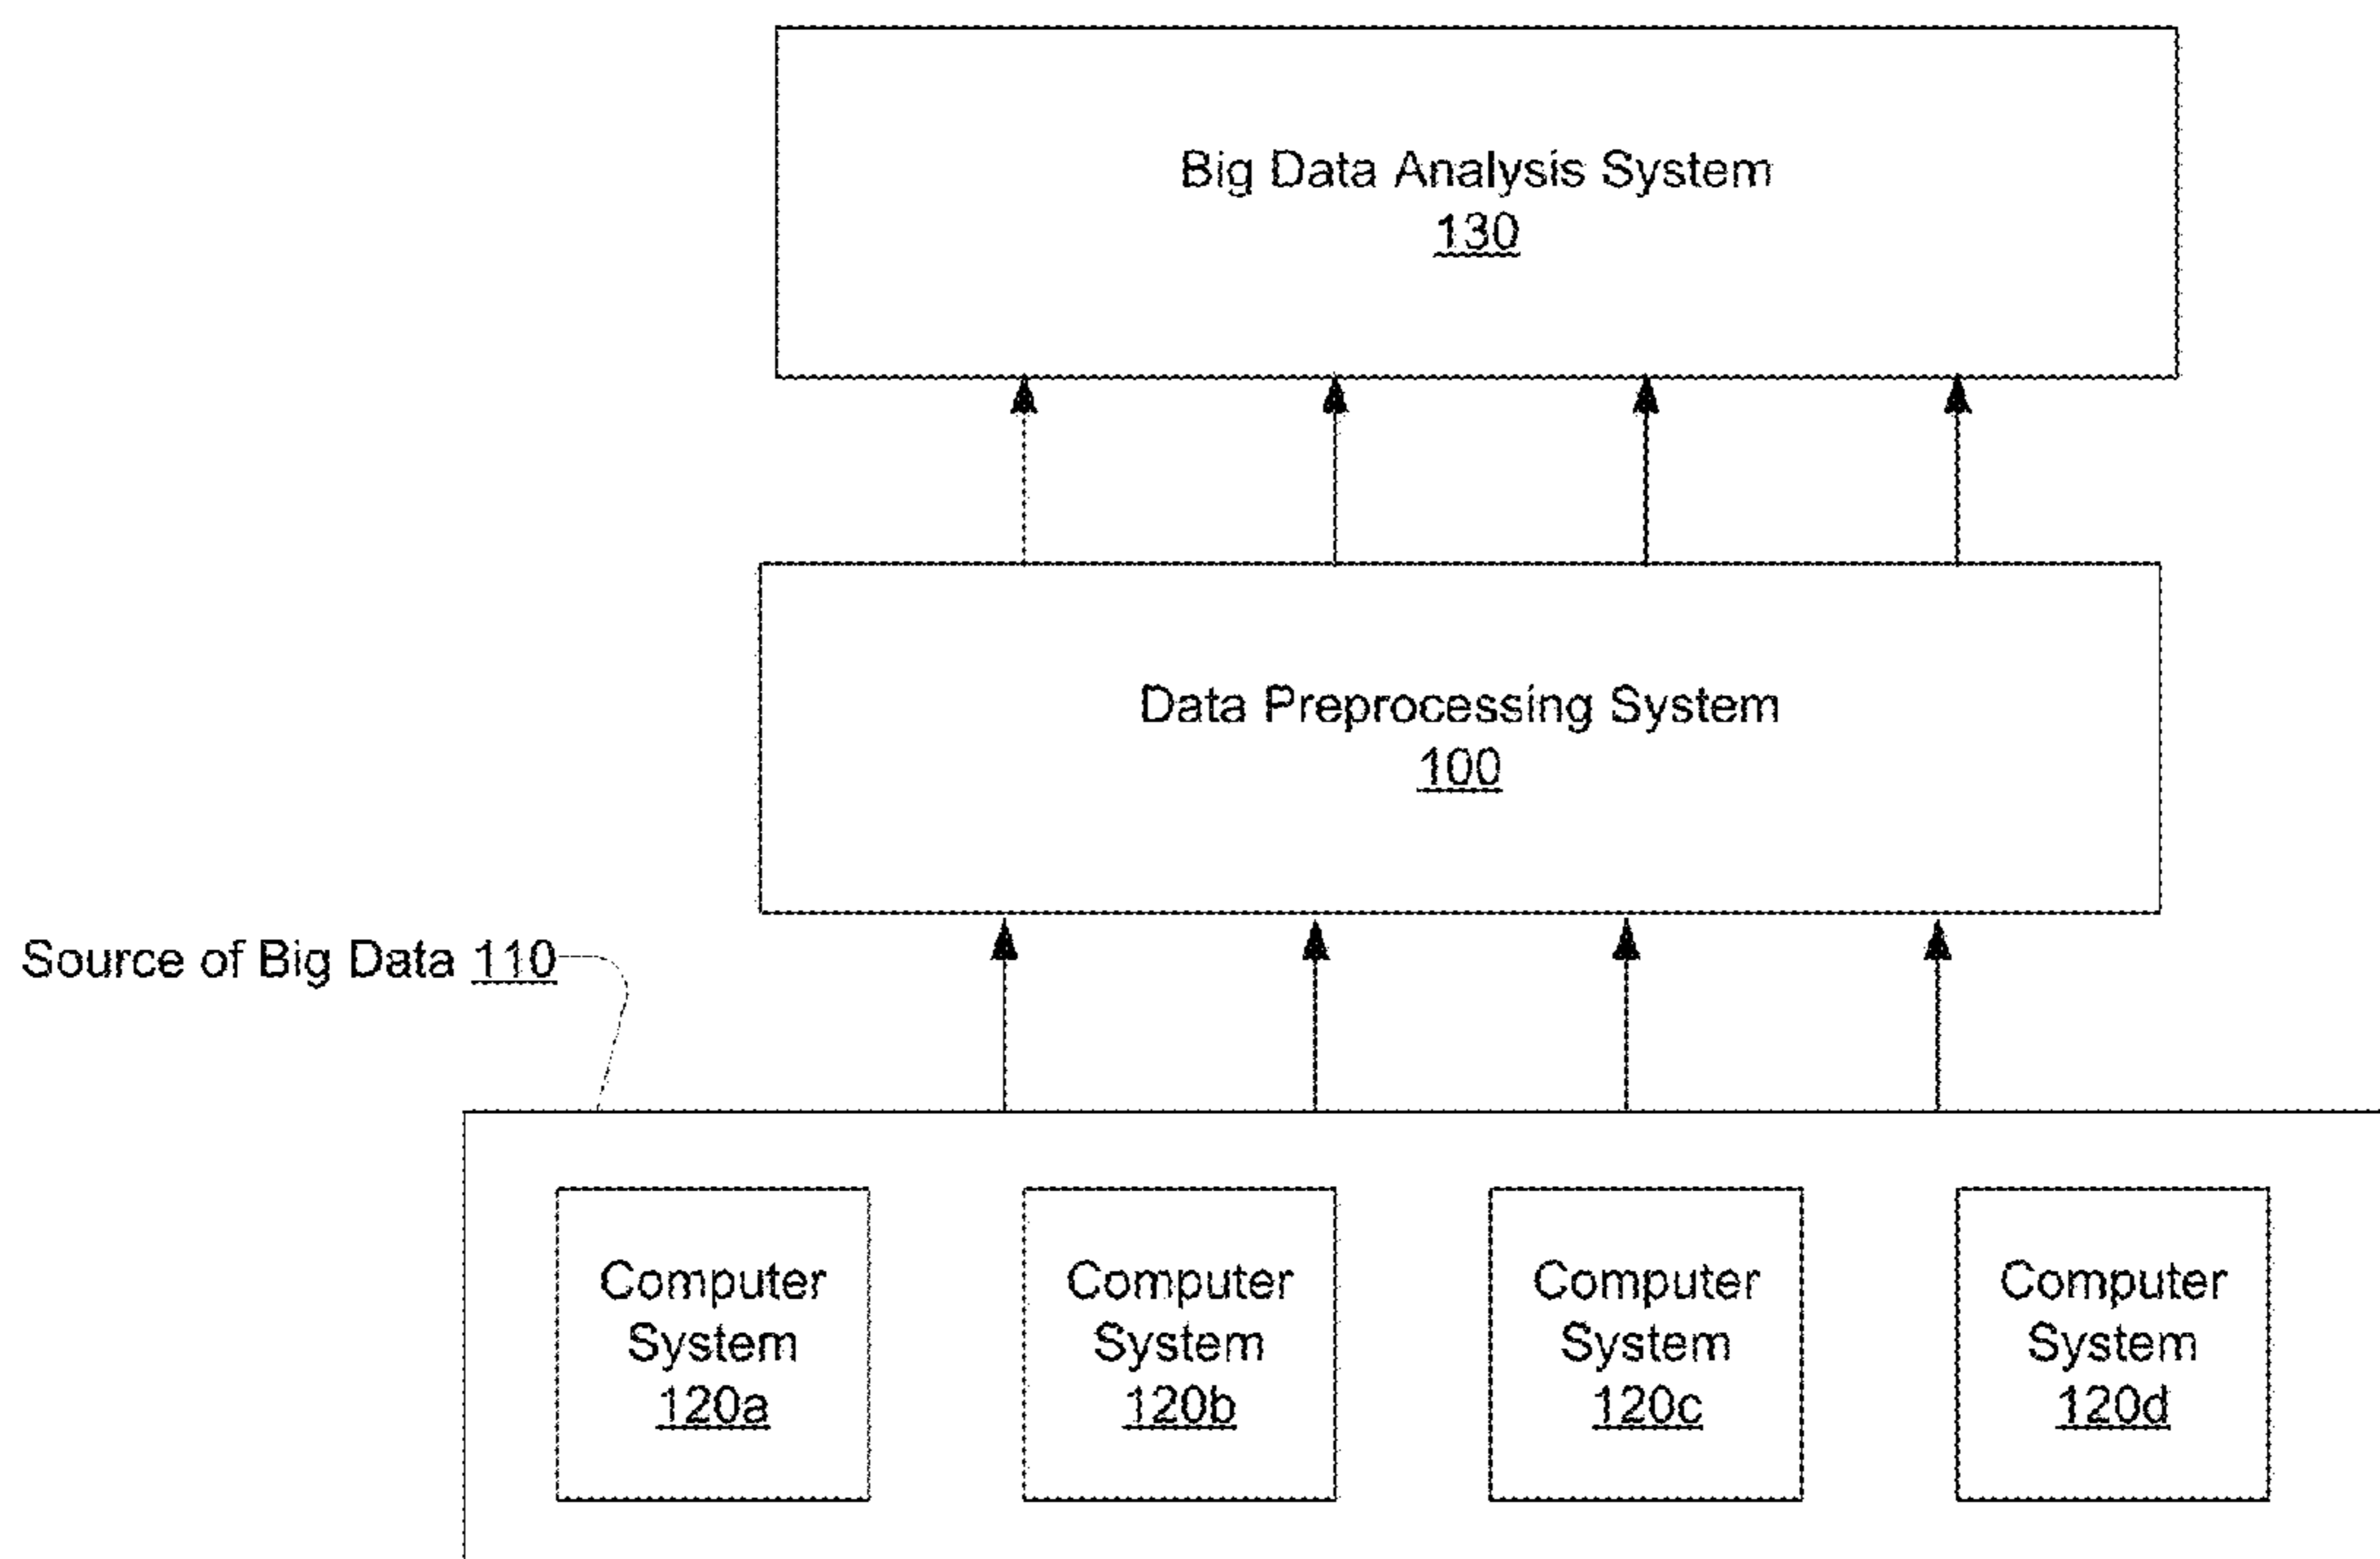 Big Data Analysis System
130
Data Preprocessing System
100
Source of Big Data 110
Computer
System
120a
Computer
System
120b
Computer
System
120c
Computer
System
120d